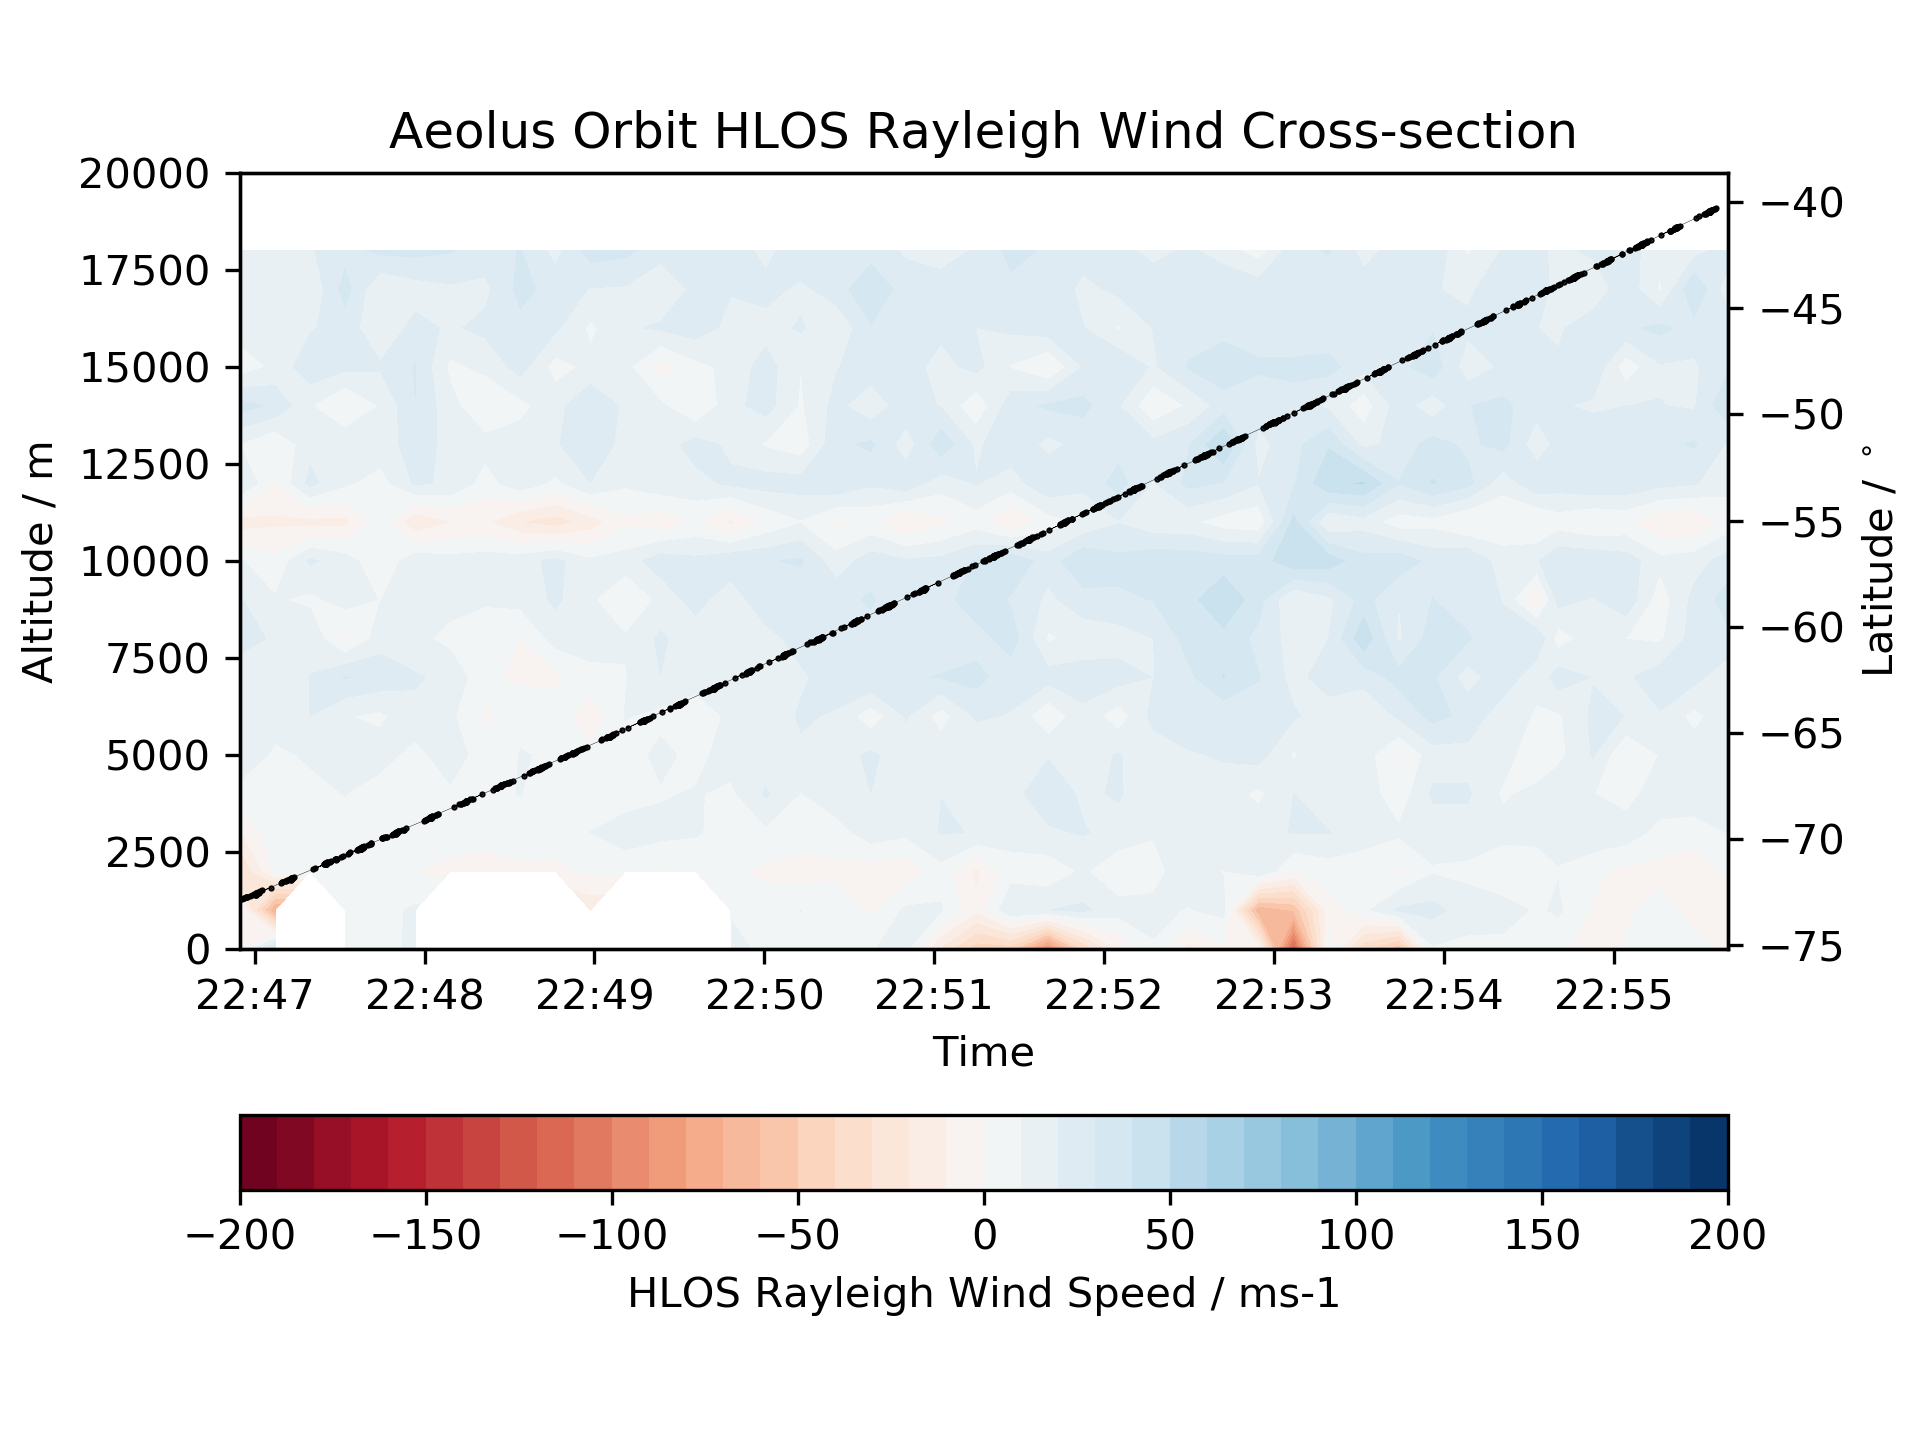 Aeolus Orbit HLOS Rayleigh Wind Cross-section
20000
17500
15000
12500
10000
7500
5000
2500
0
Altitude / m
−40
−45
−50
−55
−60
−65
−70
−75
Latitude / °
22:47 22:48 22:49 22:50 22:51 22:52 22:53 22:54 22:55
Time
−200 −150 −100 −50 0 50 100 150 200
HLOS Rayleigh Wind Speed / ms-1